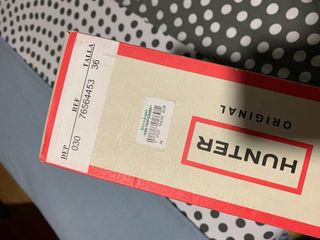 DEP REF TALLA
030 76564453 36
HUNTER
ORIGINAL